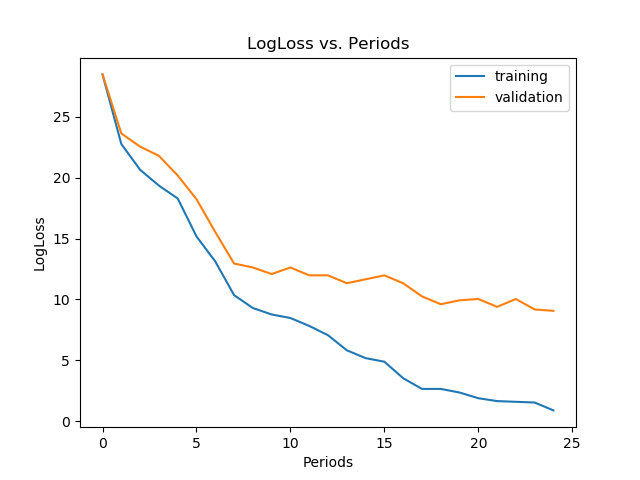 LogLoss vs. Periods
training
validation
LogLoss
25
20
15
10
5
0
0 5 10 15 20 25
Periods